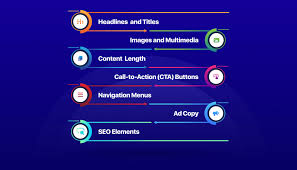 Headlines and Titles
Images and Multimedia
Content Length
Call-to-Action (CTA) Buttons
Navigation Menus
Ad Copy
SEO Elements